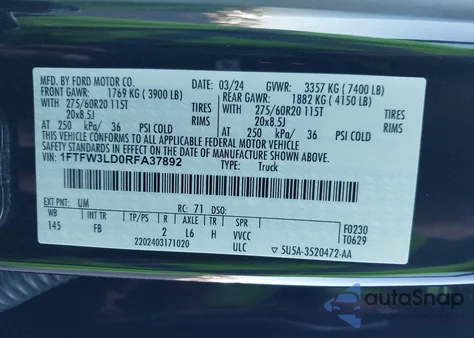 MFD. BY FORD MOTOR CO. 03/24 GVWR: 3357 KG (7400 LB)
FRONT GAWR: 1769 KG (3900 LB) REAR GAWR: 1882 KG (4150 LB)
WITH 275/60R20 115T WITH 275/60R20 115T
20x8.5J 20x8.5J
AT 250 kPa/ 36 PSI COLD AT 250 kPa/ 36 PSI COLD
THIS VEHICLE CONFORMS TO ALL APPLICABLE FEDERAL MOTOR VEHICLE
SAFETY STANDARDS IN EFFECT ON THE DATE OF MANUFACTURE SHOWN ABOVE.
VIN: 1FTFW3LD0RFA37892 TYPE: Truck
EXT PNT: UM RC: 71 DSO:
WB INT TR TP/PS R AXLE TR SPR F0230
145 FB 2 L6 H VVCC T0629
2202403171020 ULC ▽ 5U5A-3520472-AA
autoSnap